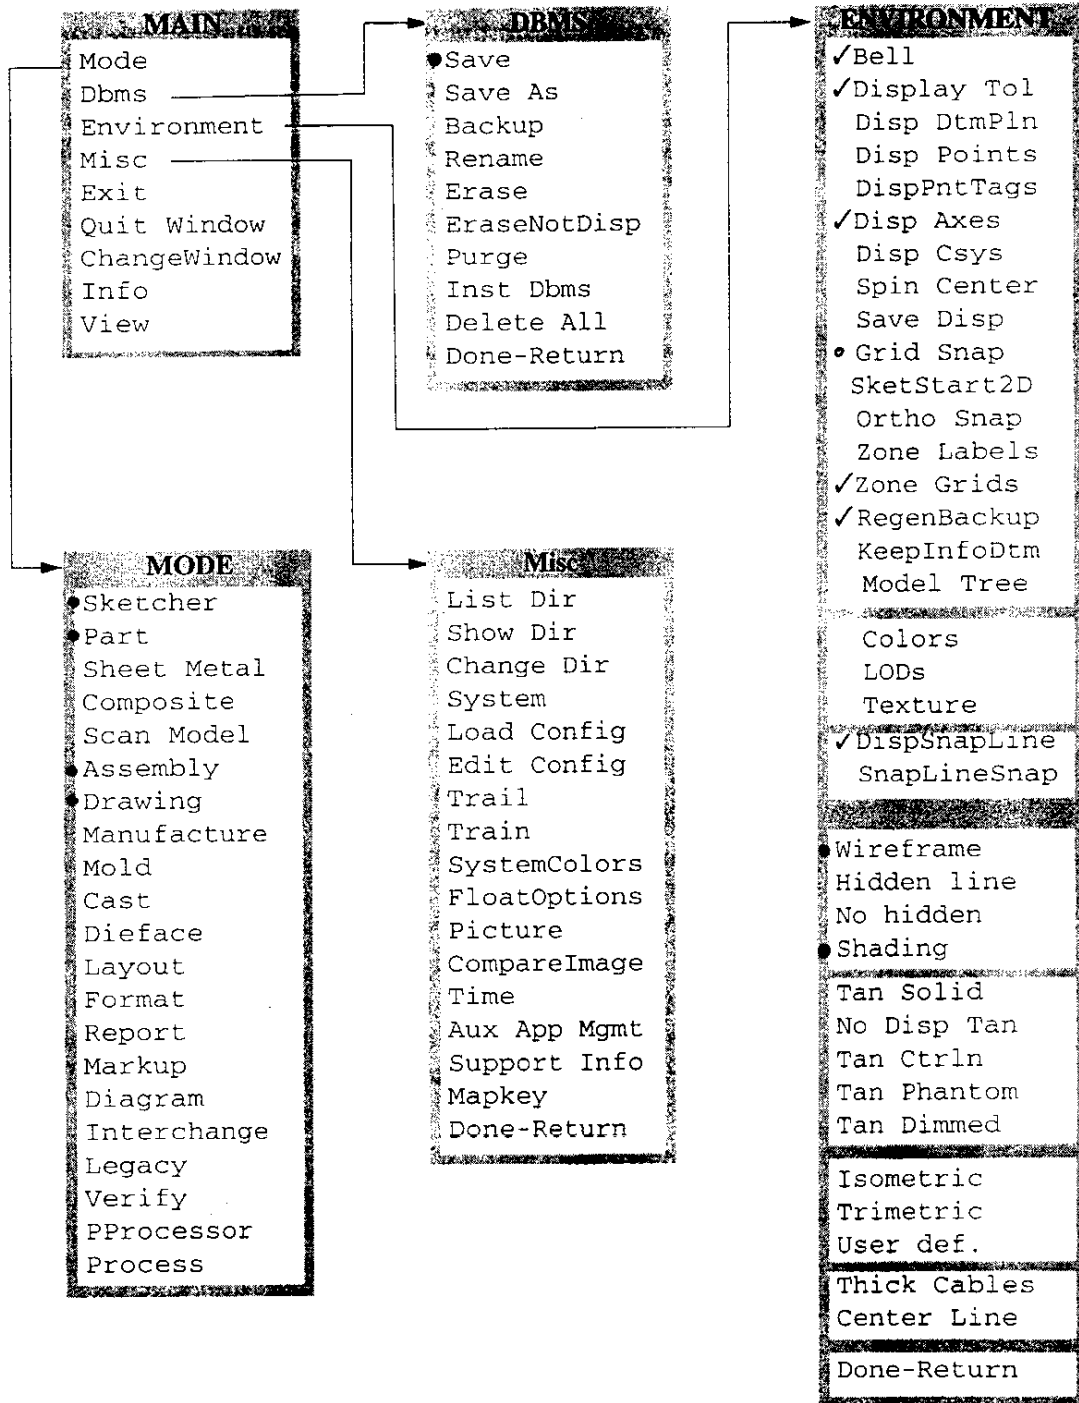 MAIN
Mode
Dbms
Environment
Misc
Exit
Quit Window
ChangeWindow
Info
View
DBMS
Save
Save As
Backup
Rename
Erase
EraseNotDisp
Purge
Inst Dbms
Delete All
Done-Return
ENVIRONMENT
✓Bell
✓Display Tol
Disp DtmPln
Disp Points
DispPntTags
✓Disp Axes
Disp Csys
Spin Center
Save Disp
Grid Snap
SketStart2D
Ortho Snap
Zone Labels
✓Zone Grids
✓RegenBackup
KeepInfoDtm
Model Tree
Colors
LODs
Texture
✓DispSnapLine
SnapLineSnap
Wireframe
Hidden line
No hidden
Shading
Tan Solid
No Disp Tan
Tan Ctrln
Tan Phantom
Tan Dimmed
Isometric
Trimetric
User def.
Thick Cables
Center Line
Done-Return
MODE
Sketcher
Part
Sheet Metal
Composite
Scan Model
Assembly
Drawing
Manufacture
Mold
Cast
Dieface
Layout
Format
Report
Markup
Diagram
Interchange
Legacy
Verify
PProcessor
Process
Misc
List Dir
Show Dir
Change Dir
System
Load Config
Edit Config
Trail
Train
SystemColors
FloatOptions
Picture
CompareImage
Time
Aux App Mgmt
Support Info
Mapkey
Done-Return